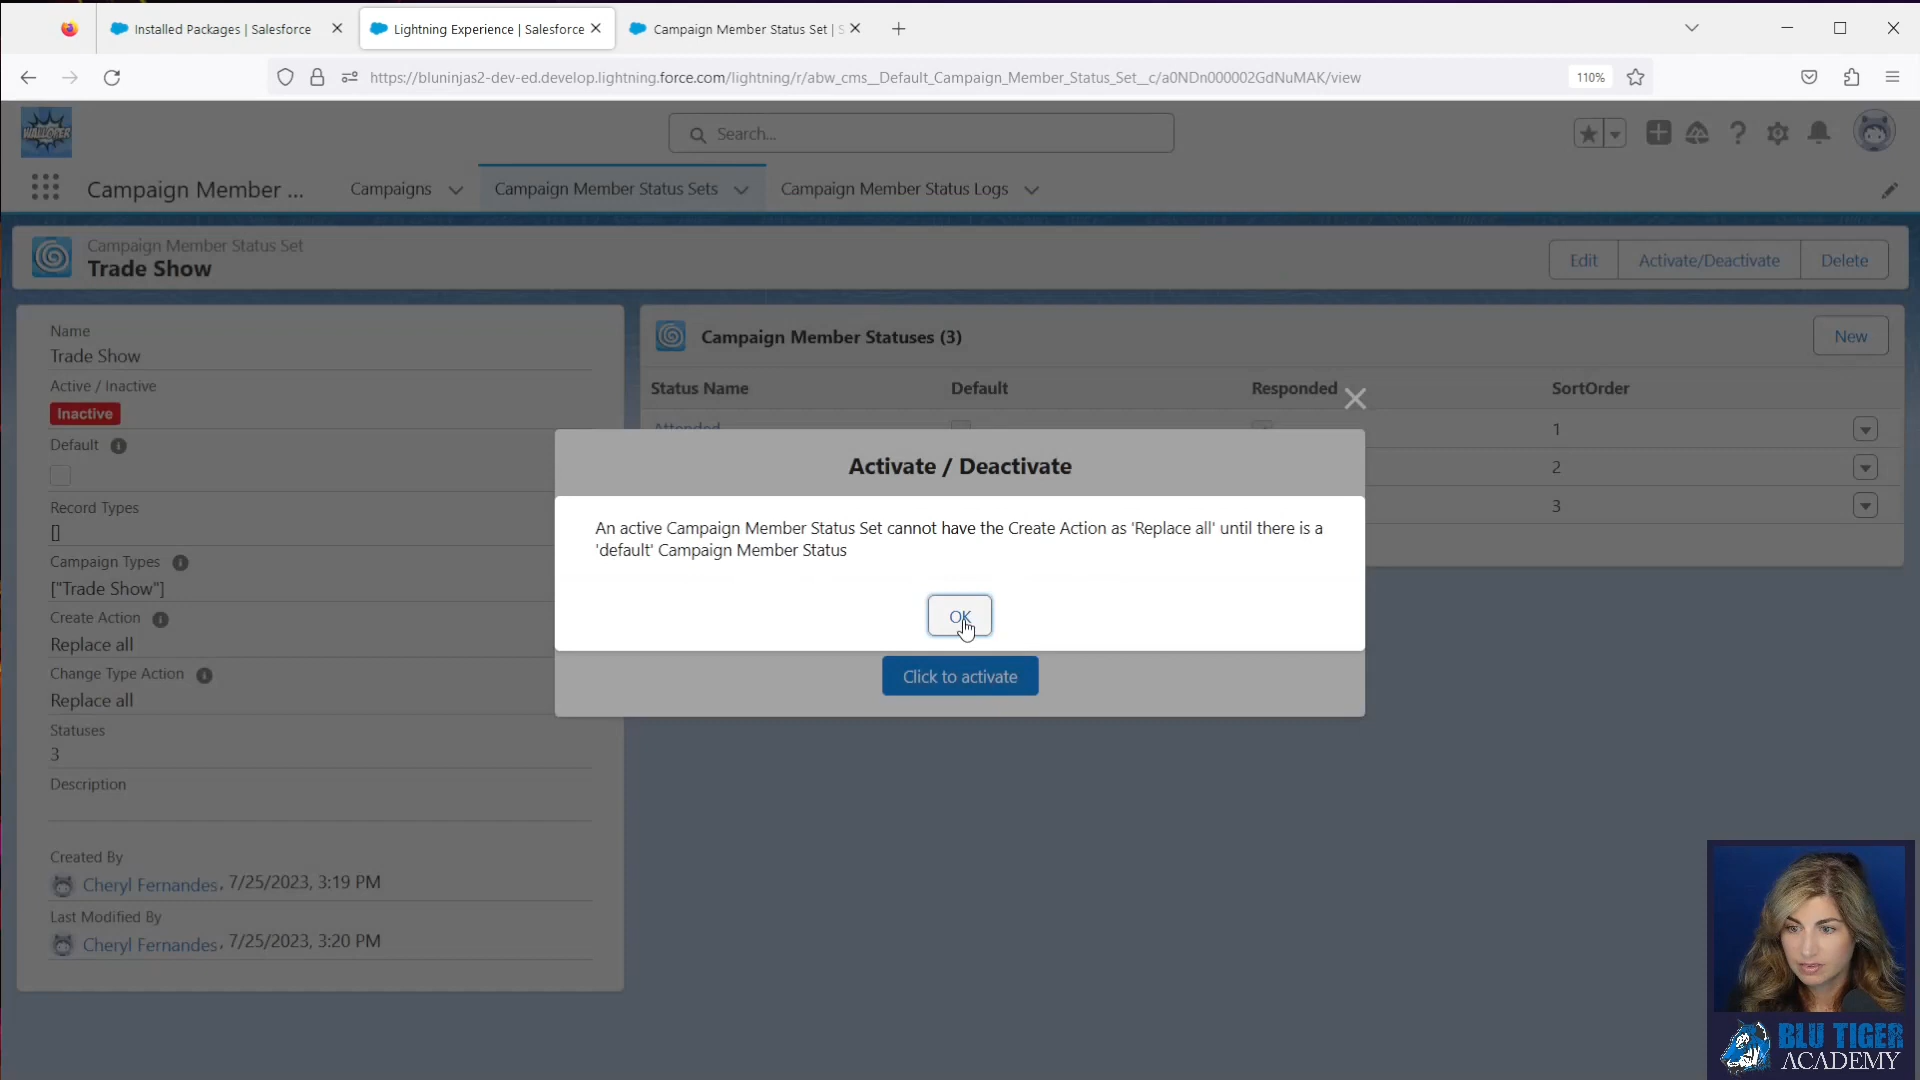 Installed Packages | Salesforce
Lightning Experience | Salesforce
Campaign Member Status Set | S
https://bluninjas2-dev-ed.develop.lightning.force.com/lightning/r/abw_cms__Default_Campaign_Member_Status_Set__c/a0NDn000002GdNuMAK/view
110%
WALLOPER
Search...
Campaign Member ...
Campaigns
Campaign Member Status Sets
Campaign Member Status Logs
Campaign Member Status Set
Trade Show
Edit
Activate/Deactivate
Delete
Name
Trade Show
Active / Inactive
Inactive
Default
Record Types
[]
Campaign Types
["Trade Show"]
Create Action
Replace all
Change Type Action
Replace all
Statuses
3
Description
Created By
Cheryl Fernandes, 7/25/2023, 3:19 PM
Last Modified By
Cheryl Fernandes, 7/25/2023, 3:20 PM
Campaign Member Statuses (3)
New
Status Name
Default
Responded
SortOrder
Attended
1
2
3
Activate / Deactivate
An active Campaign Member Status Set cannot have the Create Action as 'Replace all' until there is a
'default' Campaign Member Status
OK
Click to activate
BLU TIGER
ACADEMY